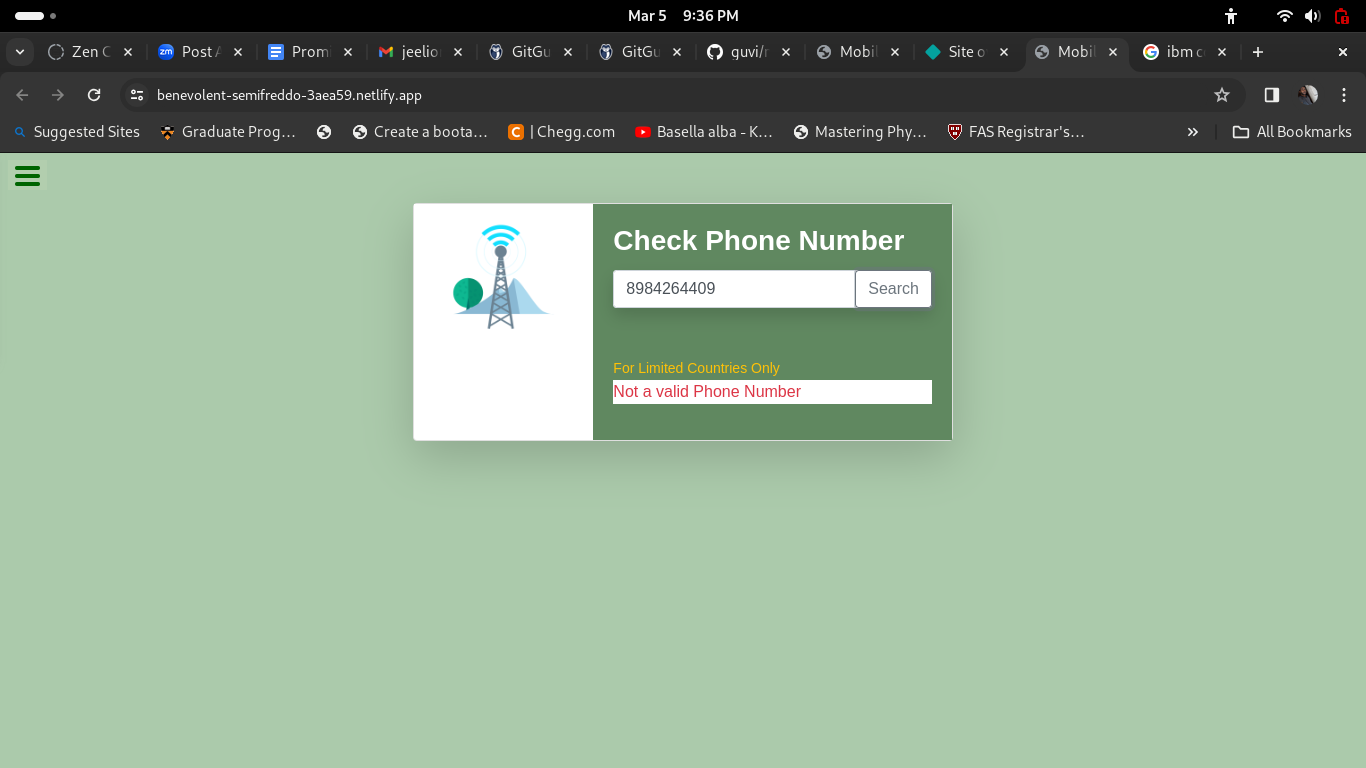 Mar 5 9:36 PM
Zen C
zm Post A
Promi
jeelio
GitGu
GitGu
guvi/r
Mobil
Site o
Mobil
ibm c
benevolent-semifreddo-3aea59.netlify.app
Suggested Sites
Graduate Prog...
Create a boota...
C | Chegg.com
Basella alba - K...
Mastering Phy...
FAS Registrar's...
All Bookmarks
Check Phone Number
8984264409 Search
For Limited Countries Only
Not a valid Phone Number